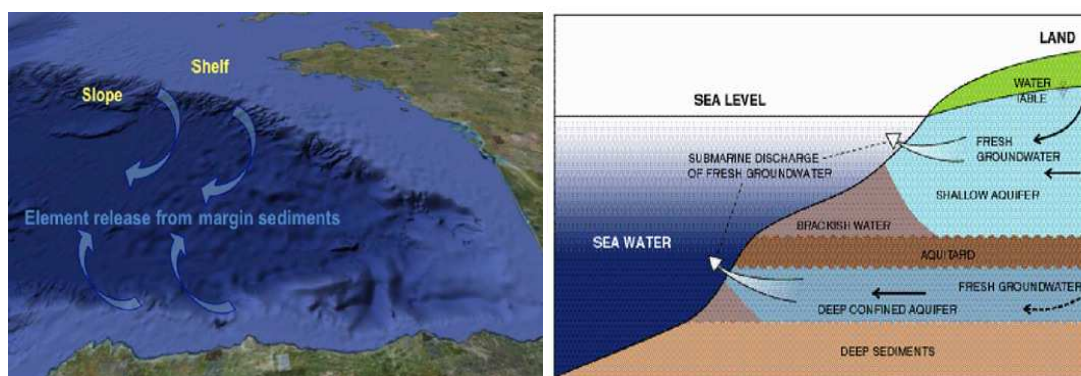 Shelf
Slope
Element release from margin sediments
LAND
WATER
TABLE
SEA LEVEL
SUBMARINE DISCHARGE
OF FRESH GROUNDWATER
FRESH
GROUNDWATER
SHALLOW AQUIFER
BRACKISH WATER
SEA WATER
AQUITARD
FRESH GROUNDWATER
DEEP CONFINED AQUIFER
DEEP SEDIMENTS